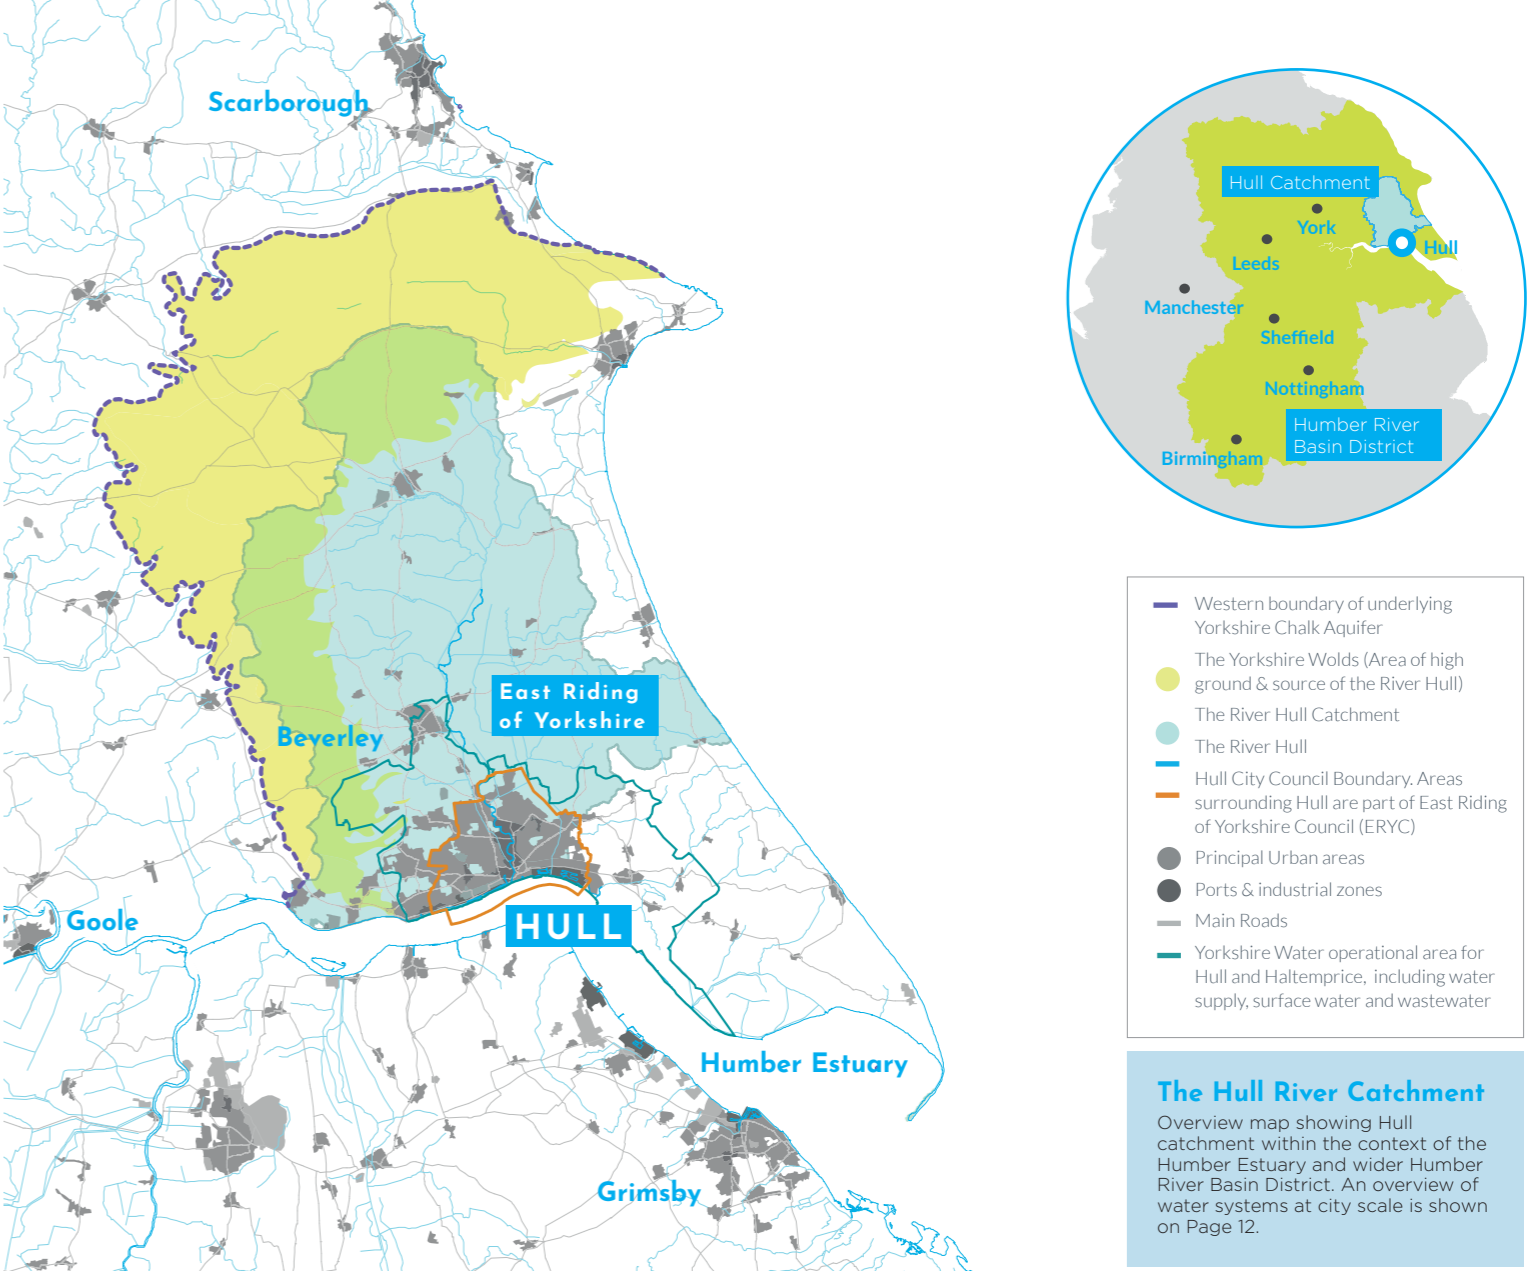 Scarborough
Beverley
East Riding
of Yorkshire
HULL
Goole
Humber Estuary
Grimsby
Hull Catchment
York
Hull
Leeds
Manchester
Sheffield
Nottingham
Humber River
Basin District
Birmingham
Western boundary of underlying
Yorkshire Chalk Aquifer
The Yorkshire Wolds (Area of high
ground & source of the River Hull)
The River Hull Catchment
The River Hull
Hull City Council Boundary. Areas
surrounding Hull are part of East Riding
of Yorkshire Council (ERYC)
Principal Urban areas
Ports & industrial zones
Main Roads
Yorkshire Water operational area for
Hull and Haltemprice, including water
supply, surface water and wastewater
The Hull River Catchment
Overview map showing Hull
catchment within the context of the
Humber Estuary and wider Humber
River Basin District. An overview of
water systems at city scale is shown
on Page 12.